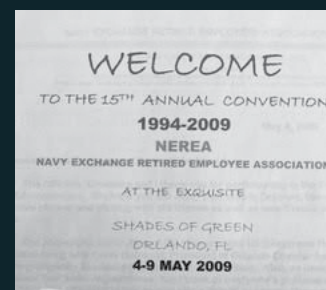 WELCOME
TO THE 15TH ANNUAL CONVENTION
1994-2009
NEREA
NAVY EXCHANGE RETIRED EMPLOYEE ASSOCIATION
AT THE EXQUISITE
SHADES OF GREEN
ORLANDO, FL
4-9 MAY 2009